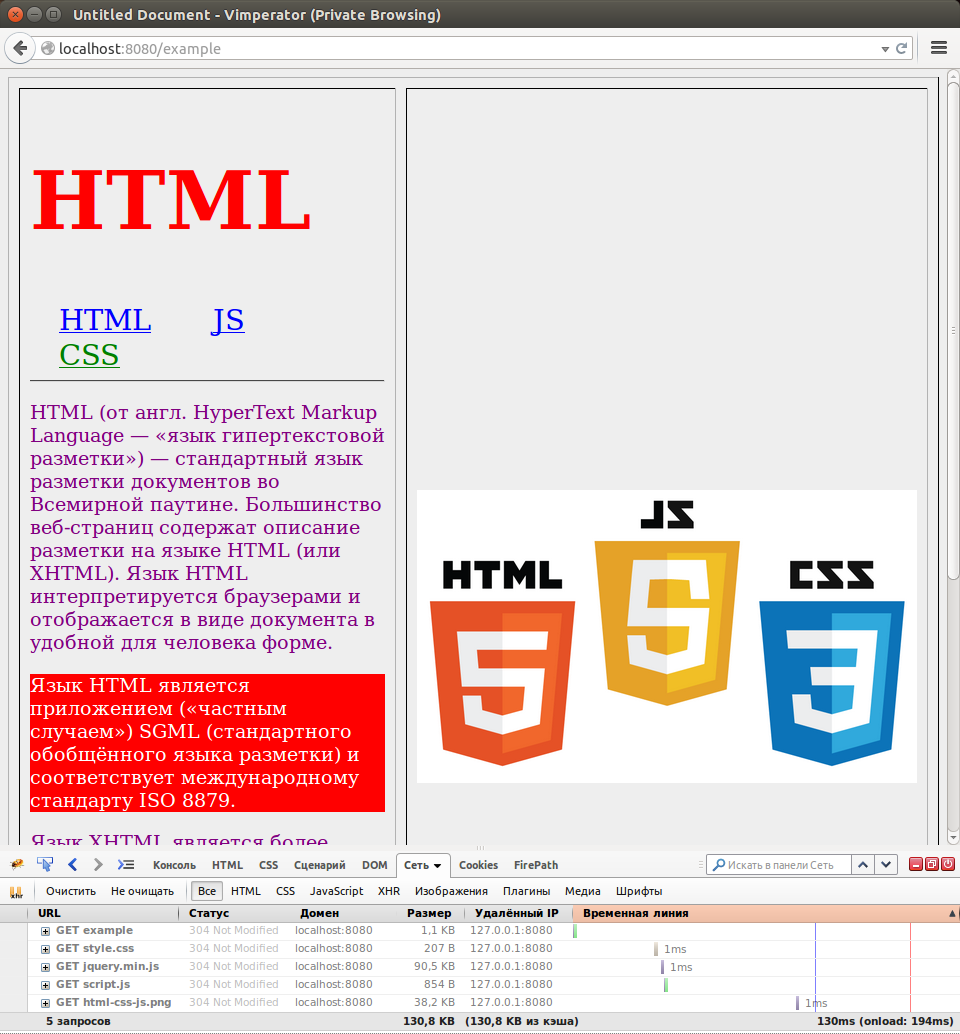 Untitled Document - Vimperator (Private Browsing)
localhost:8080/example
HTML
HTML JS
CSS
HTML (от англ. HyperText Markup
Language — «язык гипертекстовой
разметки») — стандартный язык
разметки документов во
Всемирной паутине. Большинство
веб-страниц содержат описание
разметки на языке HTML (или
XHTML). Язык HTML
интерпретируется браузерами и
отображается в виде документа в
удобной для человека форме.
Язык HTML является
приложением («частным
случаем») SGML (стандартного
обобщённого языка разметки) и
соответствует международному
стандарту ISO 8879.
Язык XHTML является более
JS
HTML
CSS
5
5
3
Консоль HTML CSS Сценарий DOM Сеть Cookies FirePath Искать в панели Сеть
xhr Очистить Не очищать Все HTML CSS JavaScript XHR Изображения Плагины Медиа Шрифты
URL Статус Домен Размер Удалённый IP Временная линия
GET example 304 Not Modified localhost:8080 1,1 KB 127.0.0.1:8080
GET style.css 304 Not Modified localhost:8080 207 B 127.0.0.1:8080 1ms
GET jquery.min.js 304 Not Modified localhost:8080 90,5 KB 127.0.0.1:8080 1ms
GET script.js 304 Not Modified localhost:8080 854 B 127.0.0.1:8080
GET html-css-js.png 304 Not Modified localhost:8080 38,2 KB 127.0.0.1:8080 1ms
5 запросов 130,8 KB (130,8 KB из кэша) 130ms (onload: 194ms)